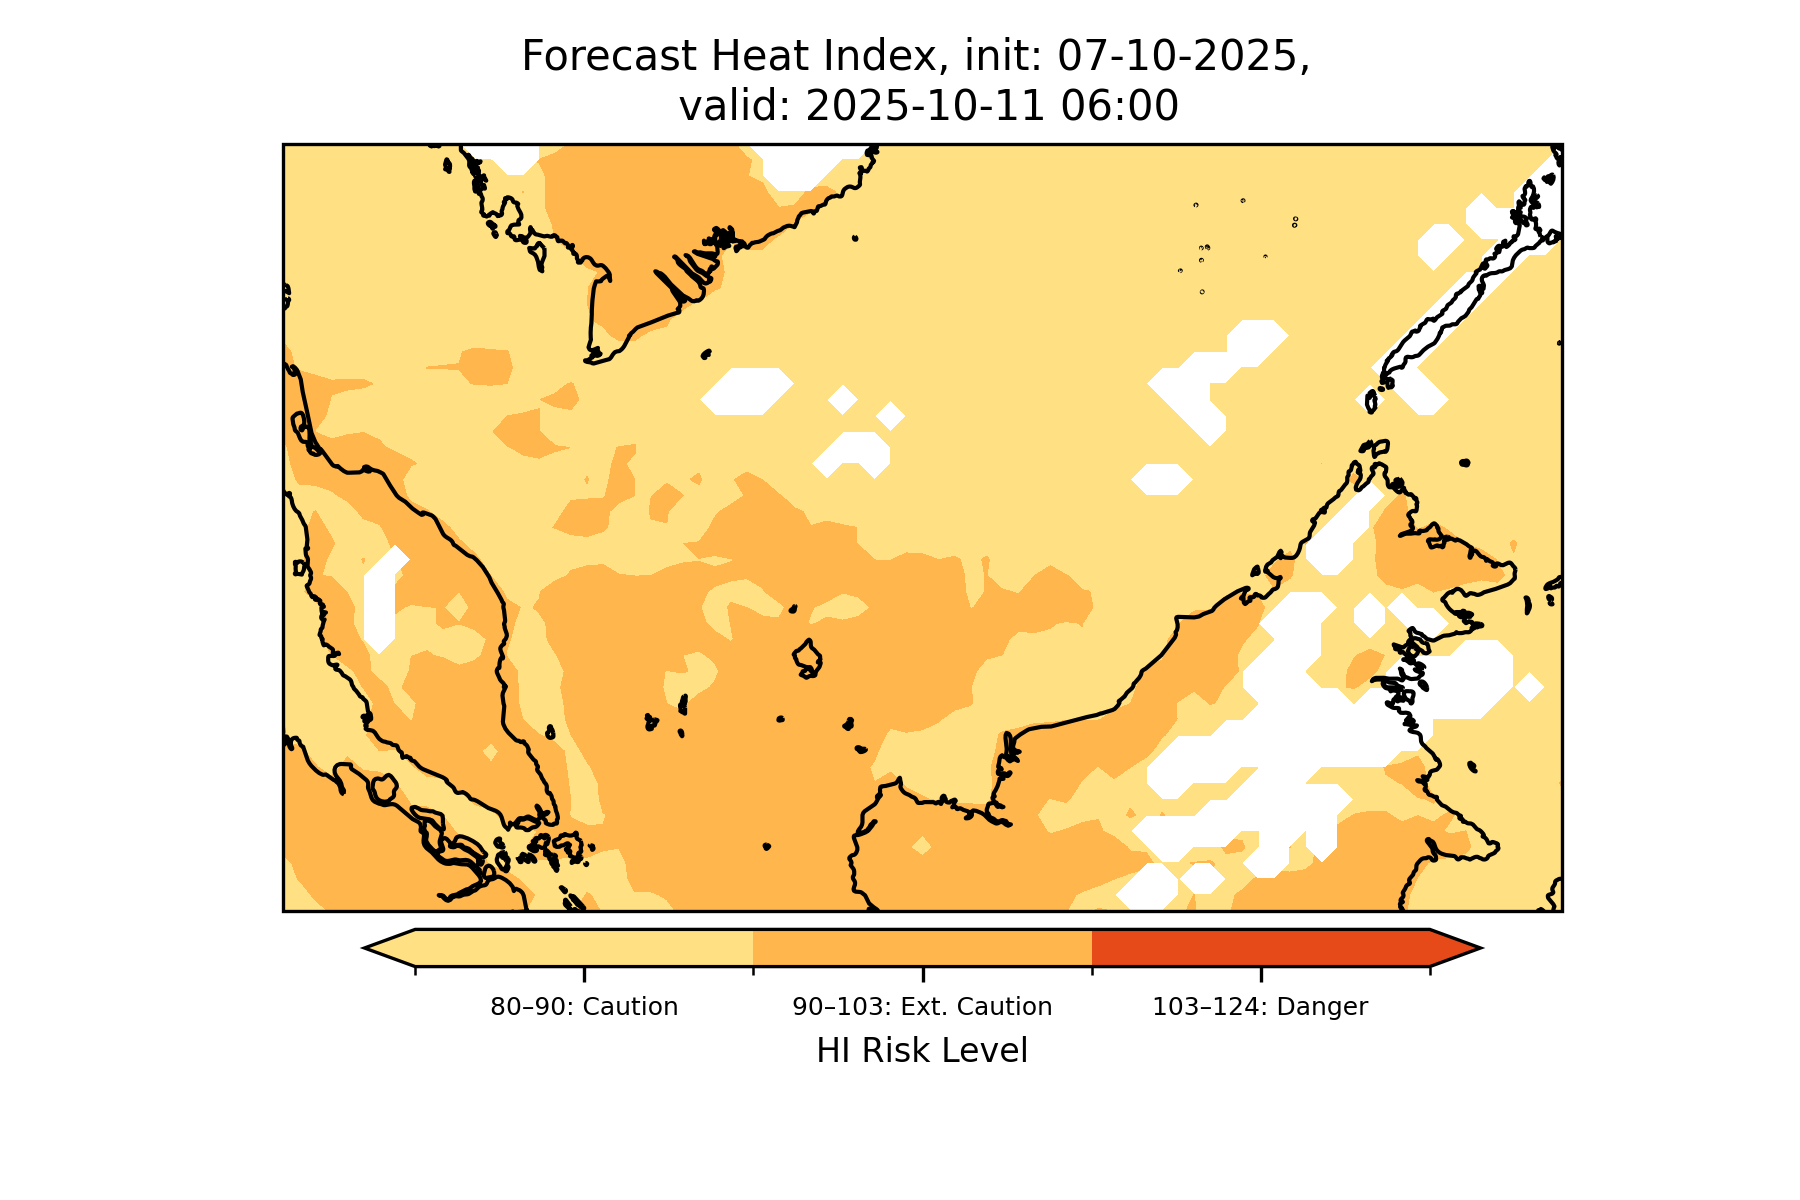 Forecast Heat Index, init: 07-10-2025,
valid: 2025-10-11 06:00
80–90: Caution
90–103: Ext. Caution
103–124: Danger
HI Risk Level